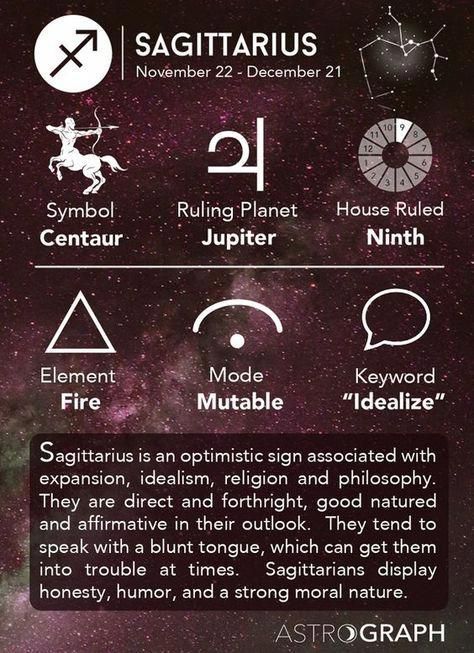 SAGITTARIUS
November 22 - December 21
11 10 9 8
12 7
1 6
2 3 4 5
Symbol Ruling Planet House Ruled
Centaur Jupiter Ninth
Element Mode Keyword
Fire Mutable “Idealize”
Sagittarius is an optimistic sign associated with
expansion, idealism, religion and philosophy.
They are direct and forthright, good natured
and affirmative in their outlook. They tend to
speak with a blunt tongue, which can get them
into trouble at times. Sagittarians display
honesty, humor, and a strong moral nature.
ASTROGRAPH